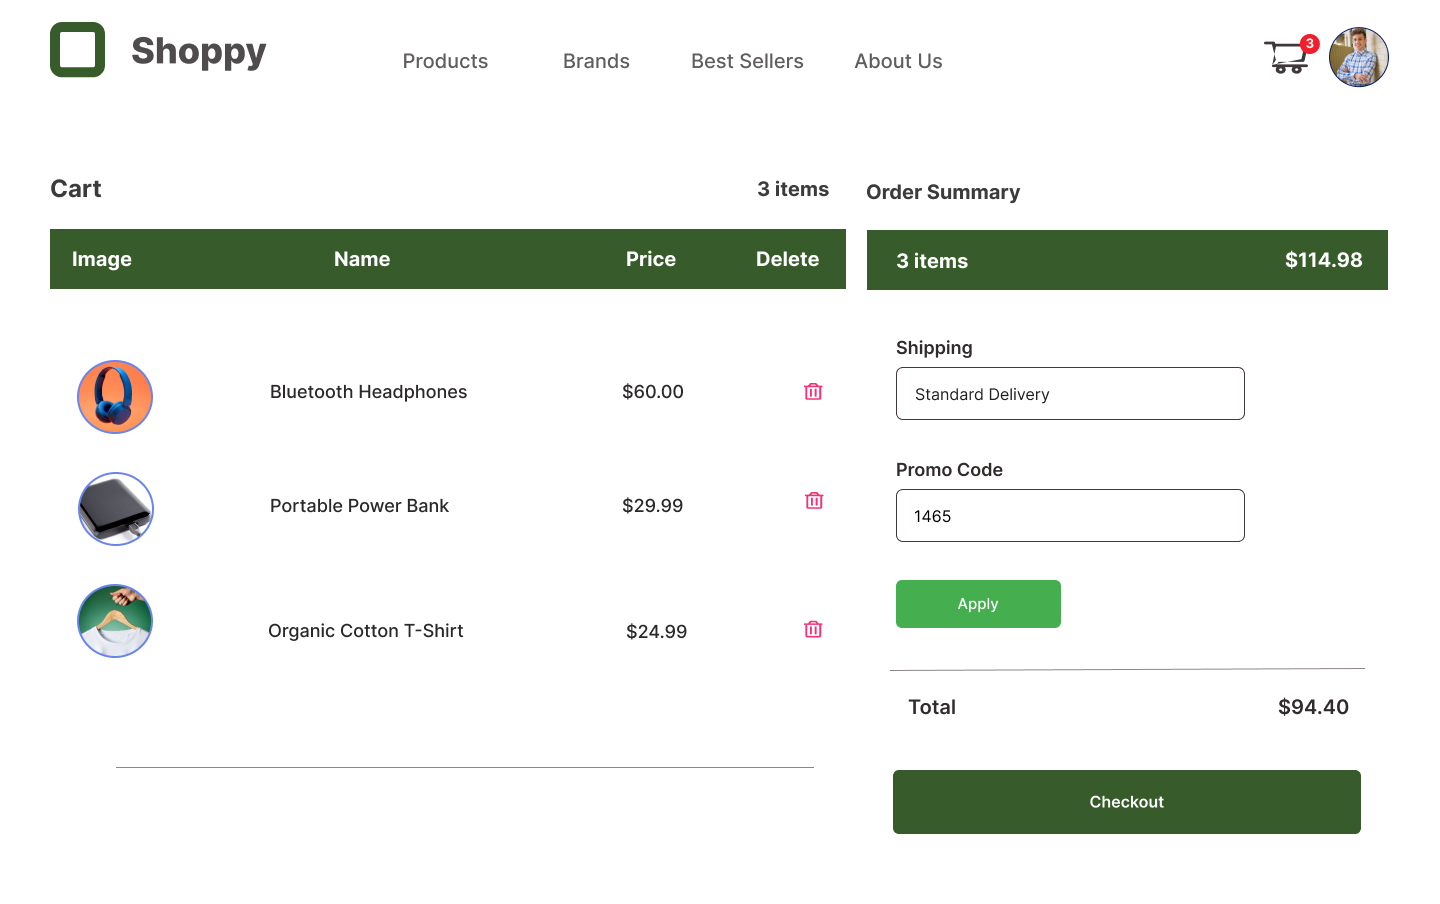 Shoppy
Products Brands Best Sellers About Us
3
Cart 3 items
Image Name Price Delete
Bluetooth Headphones $60.00
Portable Power Bank $29.99
Organic Cotton T-Shirt $24.99
Order Summary
3 items $114.98
Shipping
Standard Delivery
Promo Code
1465
Apply
Total $94.40
Checkout